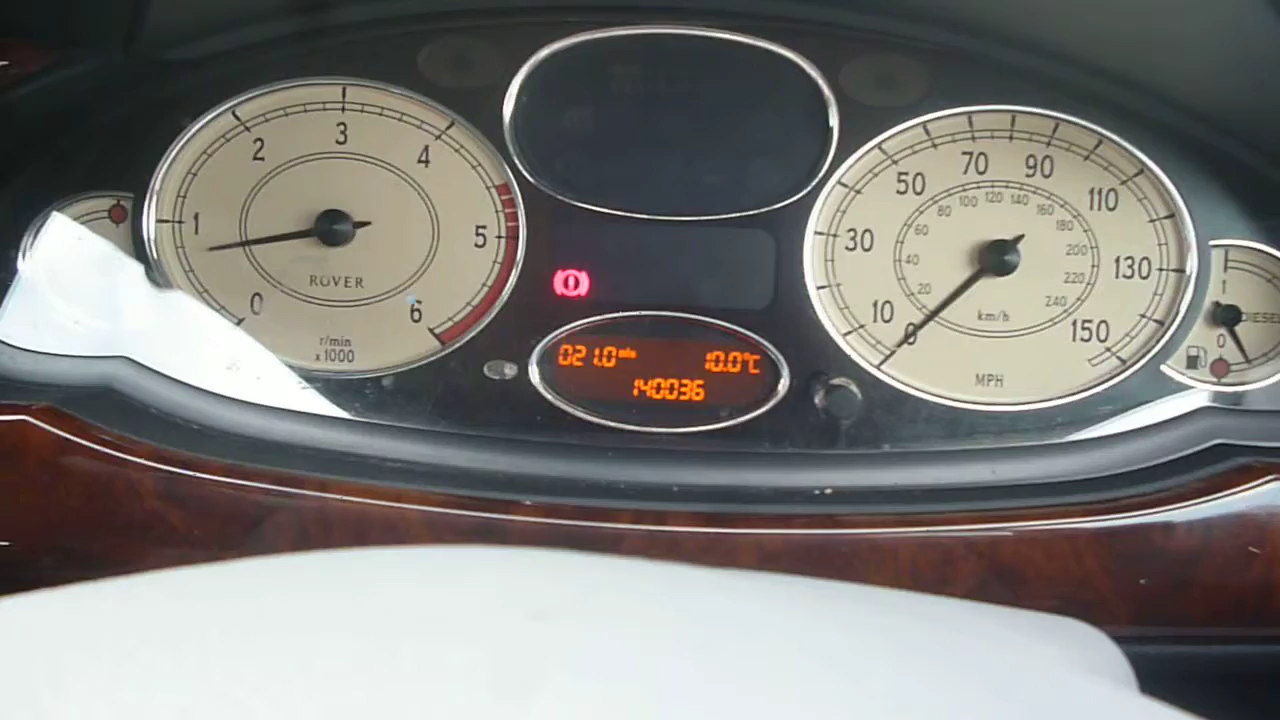 0 1 2 3 4 5 6
ROVER
r/min
x 1000
021.0 mls 10.0°C
140036
0 10 30 50 70 90 110 130 150
20 40 60 80 100 120 140 160 180 200 220 240
km/h
MPH
1
DIESEL
0